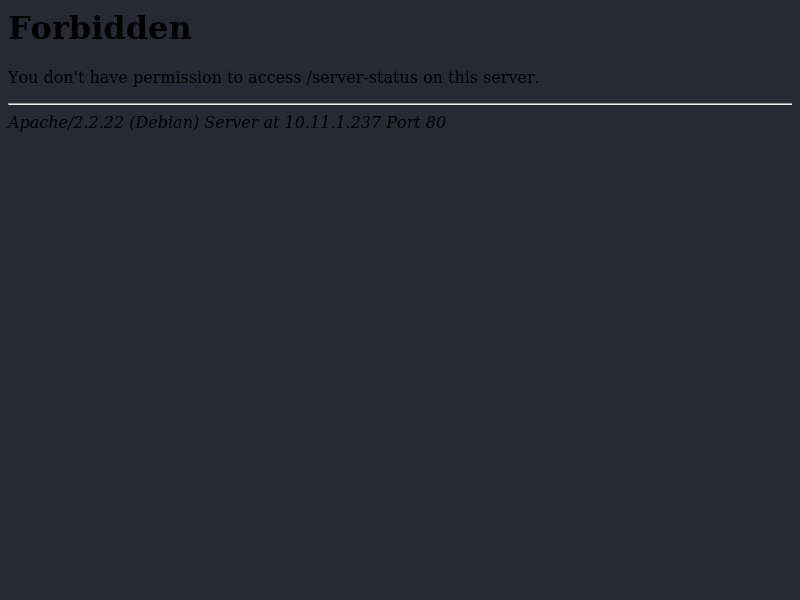 Forbidden
You don't have permission to access /server-status on this server.
Apache/2.2.22 (Debian) Server at 10.11.1.237 Port 80